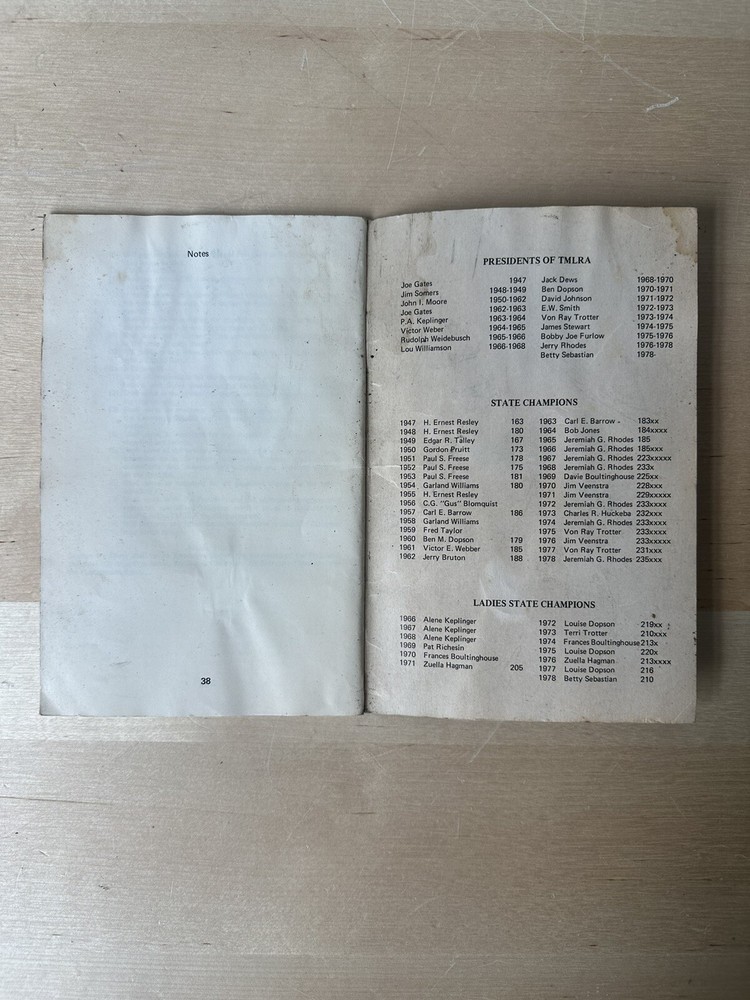 Notes
38
PRESIDENTS OF TMLRA
Joe Gates 1947
Jim Somers 1948-1949
John I. Moore 1950-1962
Joe Gates 1962-1963
P.A. Keplinger 1963-1964
Victor Weber 1964-1965
Rudolph Weidebusch 1965-1966
Lou Williamson 1966-1968
Jack Dews 1968-1970
Ben Dopson 1970-1971
David Johnson 1971-1972
E.W. Smith 1972-1973
Von Ray Trotter 1973-1974
James Stewart 1974-1975
Bobby Joe Furlow 1975-1976
Jerry Rhodes 1976-1978
Betty Sebastian 1978-
STATE CHAMPIONS
1947 H. Ernest Resley 163
1948 H. Ernest Resley 180
1949 Edgar R. Talley 167
1950 Gordon Pruitt 173
1951 Paul S. Freese 178
1952 Paul S. Freese 175
1953 Paul S. Freese 181
1954 Garland Williams 180
1955 H. Ernest Resley
1956 C.G. "Gus" Blomquist
1957 Carl E. Barrow 186
1958 Garland Williams
1959 Fred Taylor
1960 Ben M. Dopson 179
1961 Victor E. Webber 185
1962 Jerry Bruton 188
1963 Carl E. Barrow 183xx
1964 Bob Jones 184xxxx
1965 Jeremiah G. Rhodes 185
1966 Jeremiah G. Rhodes 185xxx
1967 Jeremiah G. Rhodes 223xxxxx
1968 Jeremiah G. Rhodes 233x
1969 Davie Boultinghouse 225xx
1970 Jim Veenstra 228xxx
1971 Jim Veenstra 229xxxxx
1972 Jeremiah G. Rhodes 233xxxx
1973 Charles R. Huckeba 232xxx
1974 Jeremiah G. Rhodes 233xxxx
1975 Von Ray Trotter 233xxxx
1976 Jim Veenstra 233xxxxx
1977 Von Ray Trotter 231xxx
1978 Jeremiah G. Rhodes 235xxx
LADIES STATE CHAMPIONS
1966 Alene Keplinger
1967 Alene Keplinger
1968 Alene Keplinger
1969 Pat Richesin
1970 Frances Boultinghouse
1971 Zuella Hagman 205
1972 Louise Dopson 219xx
1973 Terri Trotter 210xxx
1974 Frances Boultinghouse 213x
1975 Louise Dopson 220x
1976 Zuella Hagman 213xxxx
1977 Louise Dopson 216
1978 Betty Sebastian 210